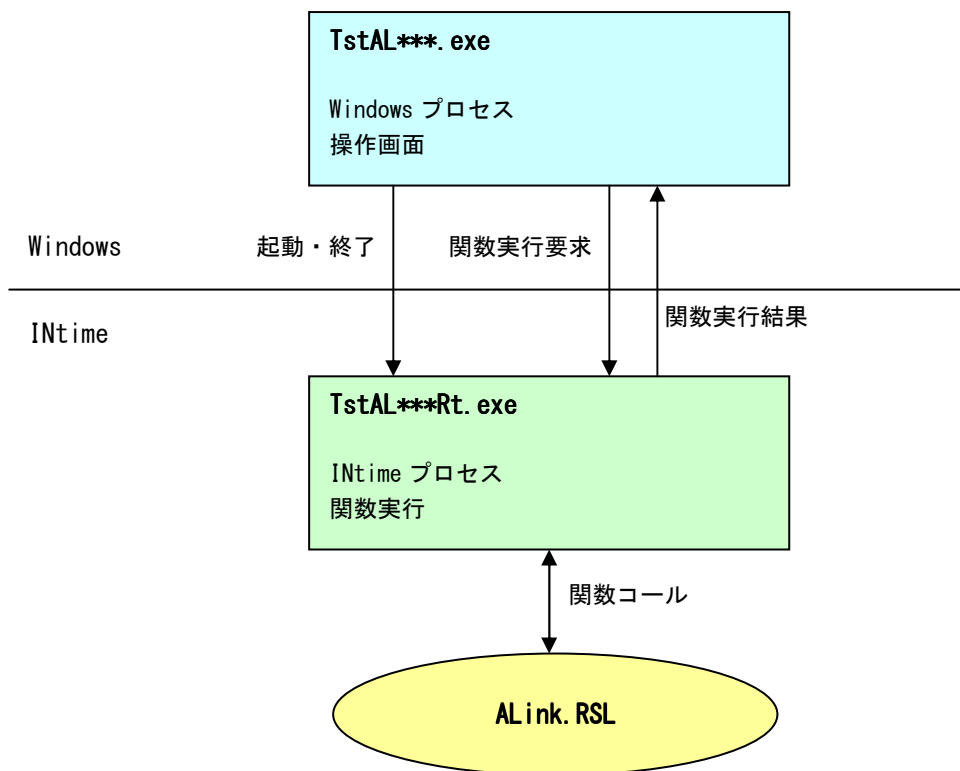 TstAL***.exe
Windows プロセス
操作画面
Windows
起動・終了
関数実行要求
関数実行結果
INtime
TstAL***Rt.exe
INtime プロセス
関数実行
関数コール
ALink.RSL